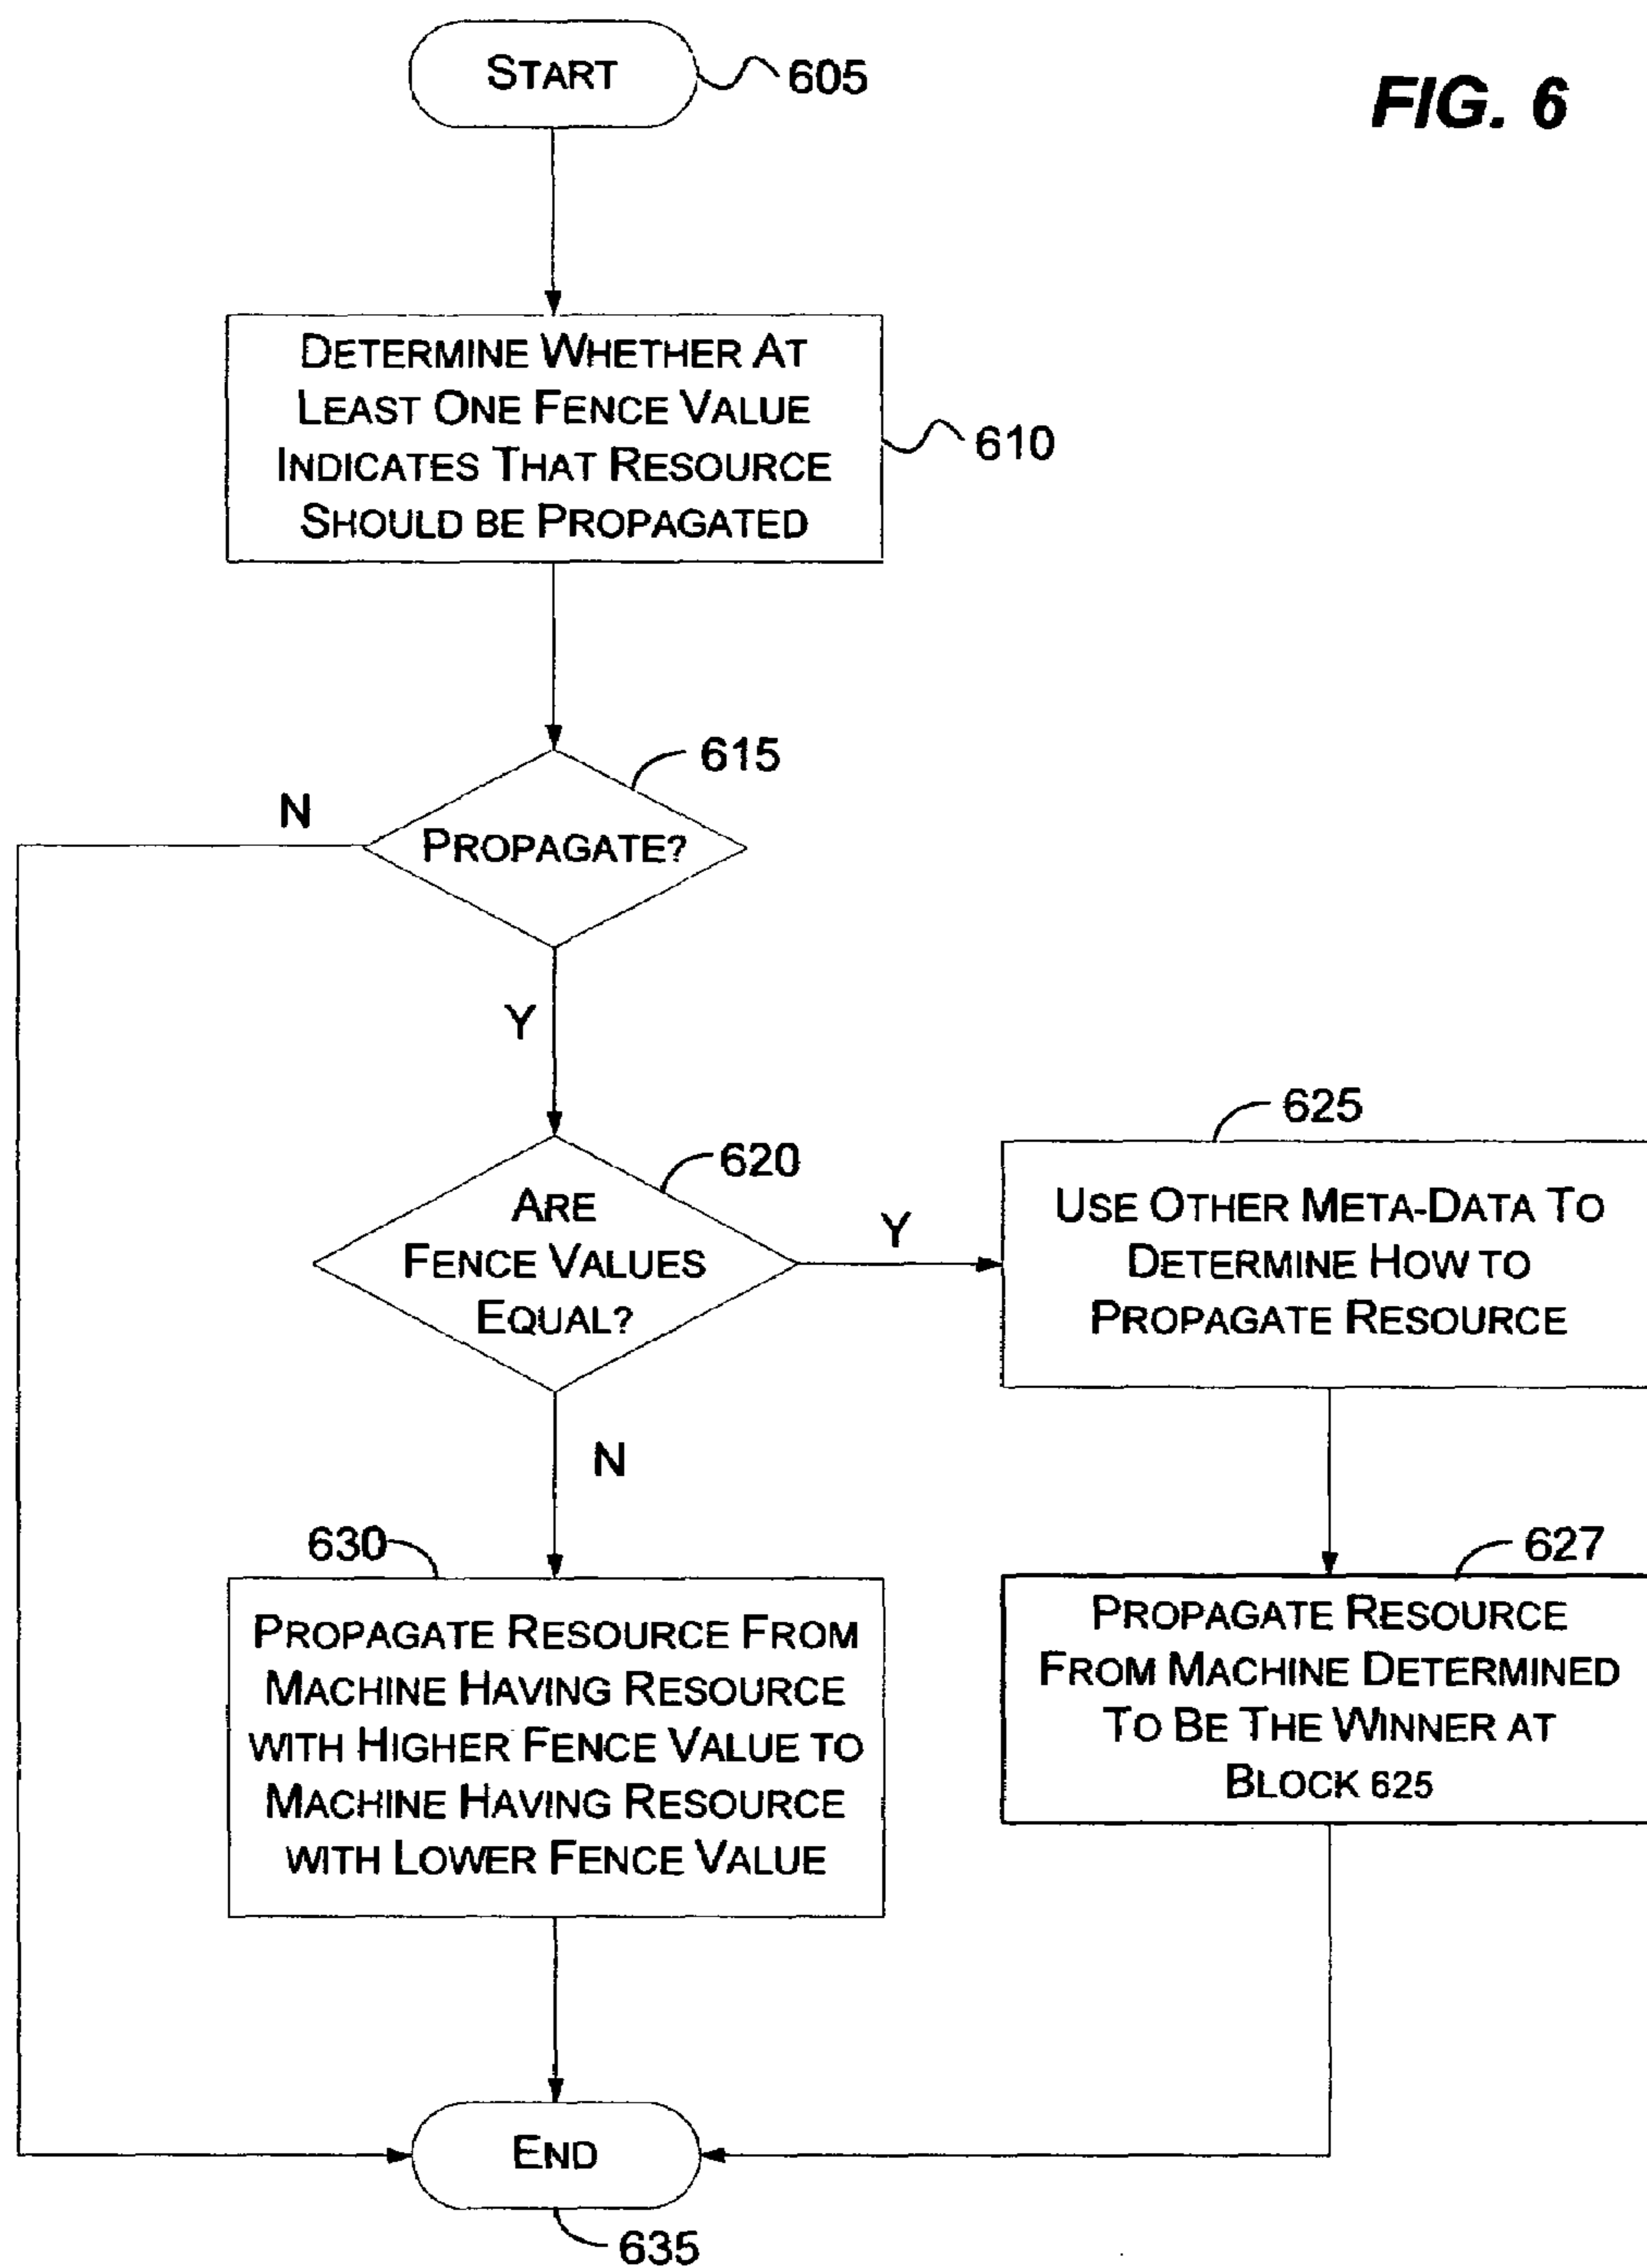 START
605
FIG. 6
DETERMINE WHETHER AT
LEAST ONE FENCE VALUE
INDICATES THAT RESOURCE
SHOULD BE PROPAGATED
610
615
N
PROPAGATE?
Y
620
ARE
FENCE VALUES
EQUAL?
Y
625
USE OTHER META-DATA TO
DETERMINE HOW TO
PROPAGATE RESOURCE
N
630
PROPAGATE RESOURCE FROM
MACHINE HAVING RESOURCE
WITH HIGHER FENCE VALUE TO
MACHINE HAVING RESOURCE
WITH LOWER FENCE VALUE
627
PROPAGATE RESOURCE
FROM MACHINE DETERMINED
TO BE THE WINNER AT
BLOCK 625
END
635